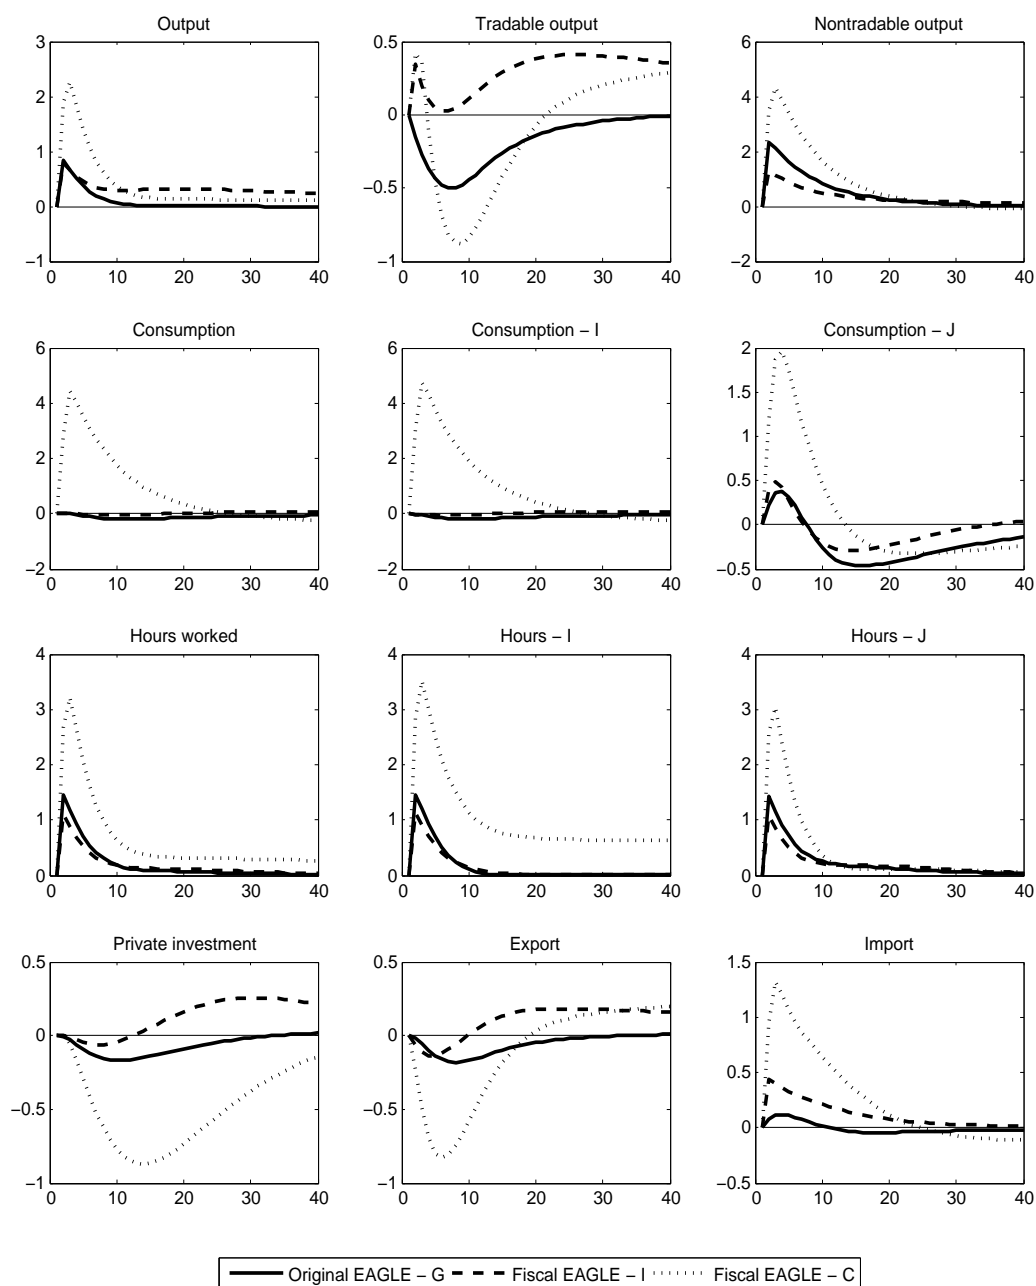 Output
Tradable output
Nontradable output
3
2
1
0
−1
0 10 20 30 40
0.5
0
−0.5
−1
0 10 20 30 40
6
4
2
0
−2
0 10 20 30 40
Consumption
Consumption − I
Consumption − J
6
4
2
0
−2
0 10 20 30 40
6
4
2
0
−2
0 10 20 30 40
2
1.5
1
0.5
0
−0.5
0 10 20 30 40
Hours worked
Hours − I
Hours − J
4
3
2
1
0
0 10 20 30 40
4
3
2
1
0
0 10 20 30 40
4
3
2
1
0
0 10 20 30 40
Private investment
Export
Import
0.5
0
−0.5
−1
0 10 20 30 40
0.5
0
−0.5
−1
0 10 20 30 40
1.5
1
0.5
0
−0.5
0 10 20 30 40
Original EAGLE − G
Fiscal EAGLE − I
Fiscal EAGLE − C